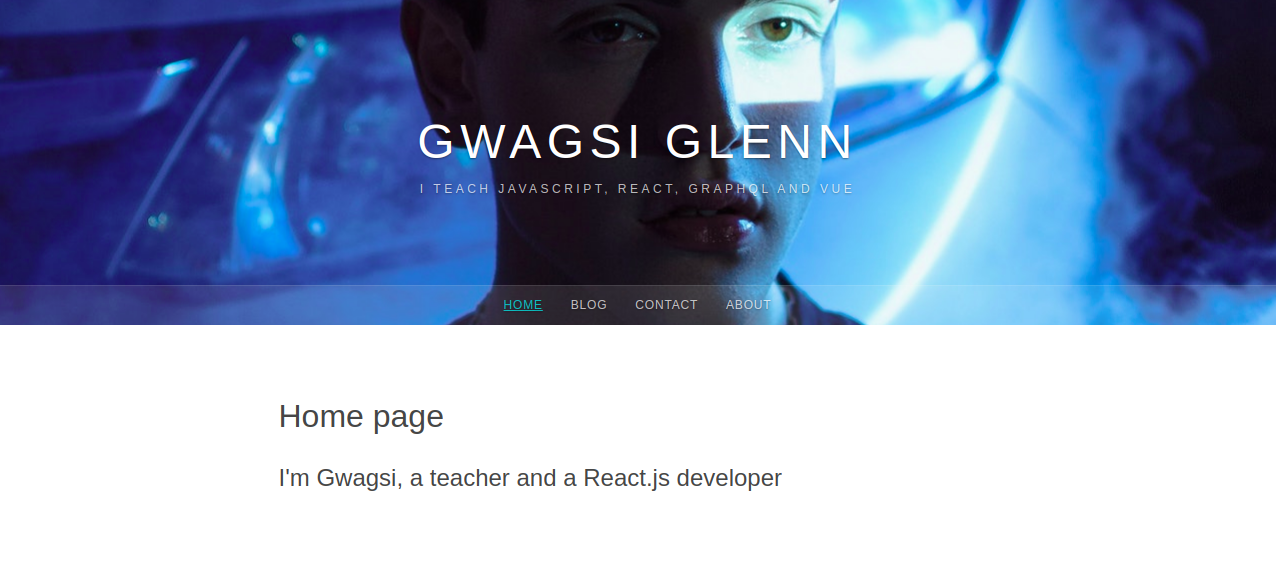 GWAGSI GLENN
I TEACH JAVASCRIPT, REACT, GRAPHQL AND VUE
HOME BLOG CONTACT ABOUT
Home page
I'm Gwagsi, a teacher and a React.js developer